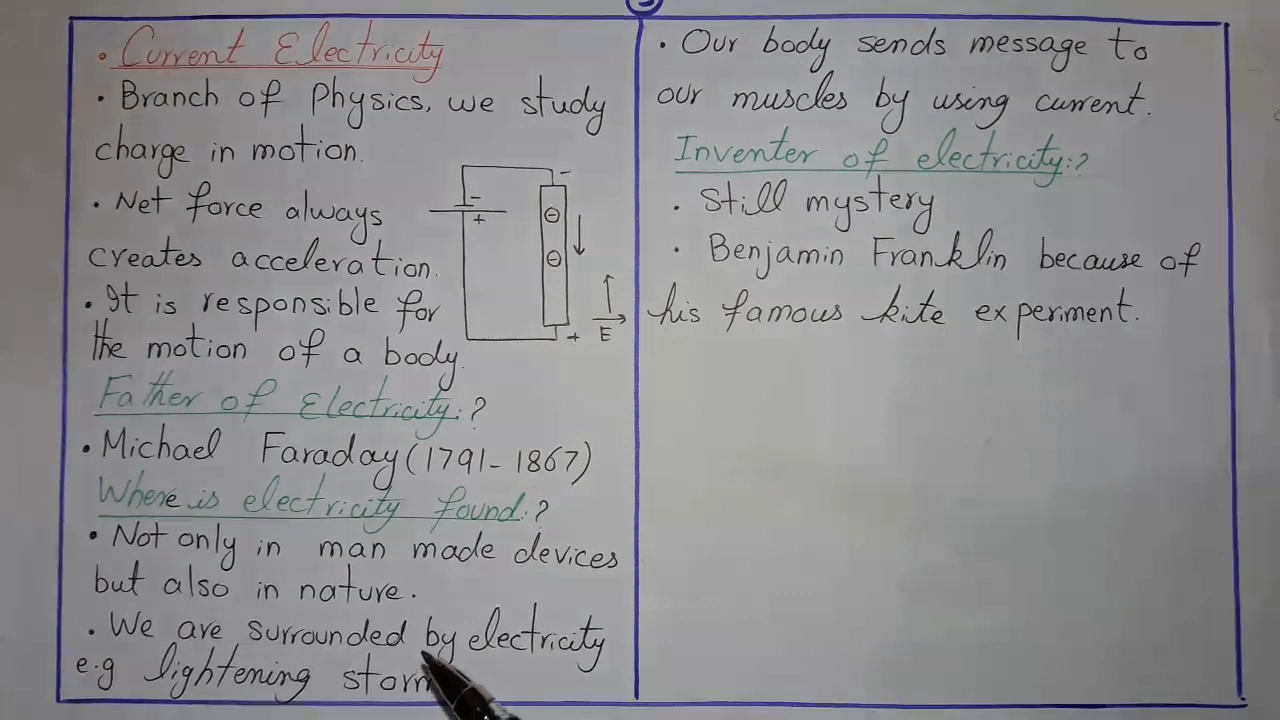 • Current Electricity
• Branch of Physics, we study
charge in motion.
• Net force always
creates acceleration.
• It is responsible for
the motion of a body.
- +
-
+
E
Father of Electricity:?
• Michael Faraday (1791-1867)
Where is electricity found:?
• Not only in man made devices
but also in nature.
• We are surrounded by electricity
e.g lightening storm
• Our body sends message to
our muscles by using current.
Inventer of electricity:?
• Still mystery
• Benjamin Franklin because of
his famous kite experiment.